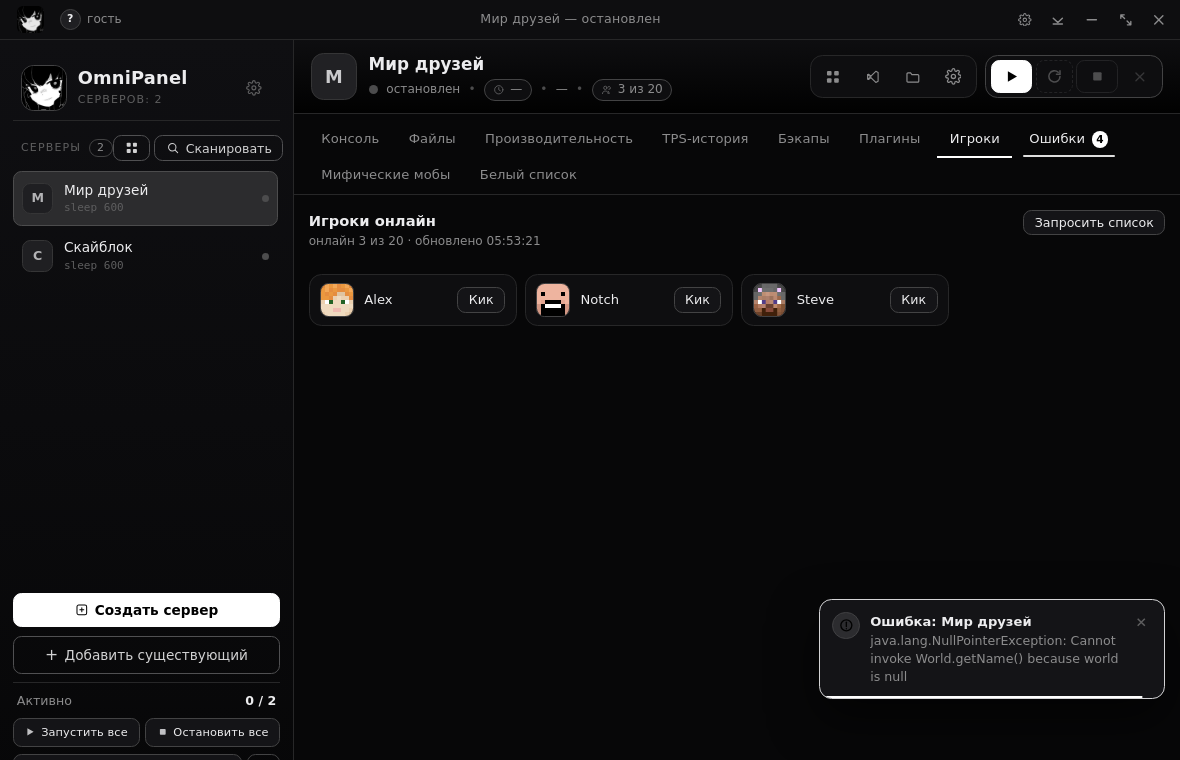 ? гость
Мир друзей — остановлен
OmniPanel
СЕРВЕРОВ: 2
СЕРВЕРЫ 2 Сканировать
М Мир друзей
sleep 600
С Скайблок
sleep 600
Создать сервер
+ Добавить существующий
Активно 0 / 2
Запустить все Остановить все
М Мир друзей
остановлен • — • — • 3 из 20
Консоль Файлы Производительность TPS-история Бэкапы Плагины Игроки Ошибки 4
Мифические мобы Белый список
Игроки онлайн
онлайн 3 из 20 · обновлено 05:53:21
Запросить список
Alex Кик Notch Кик Steve Кик
Ошибка: Мир друзей
java.lang.NullPointerException: Cannot
invoke World.getName() because world
is null